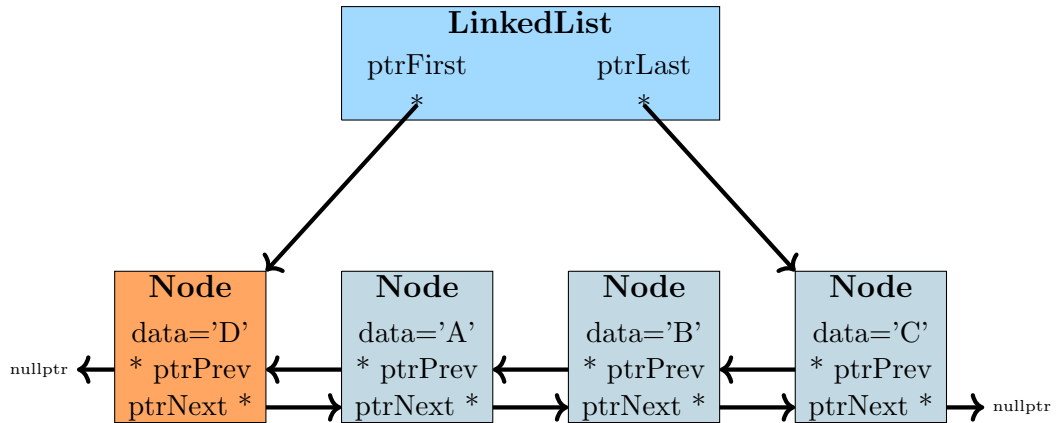 LinkedList
ptrFirst ptrLast
* *
Node Node Node Node
data='D' data='A' data='B' data='C'
nullptr * ptrPrev * ptrPrev * ptrPrev * ptrPrev
ptrNext * ptrNext * ptrNext * ptrNext * nullptr